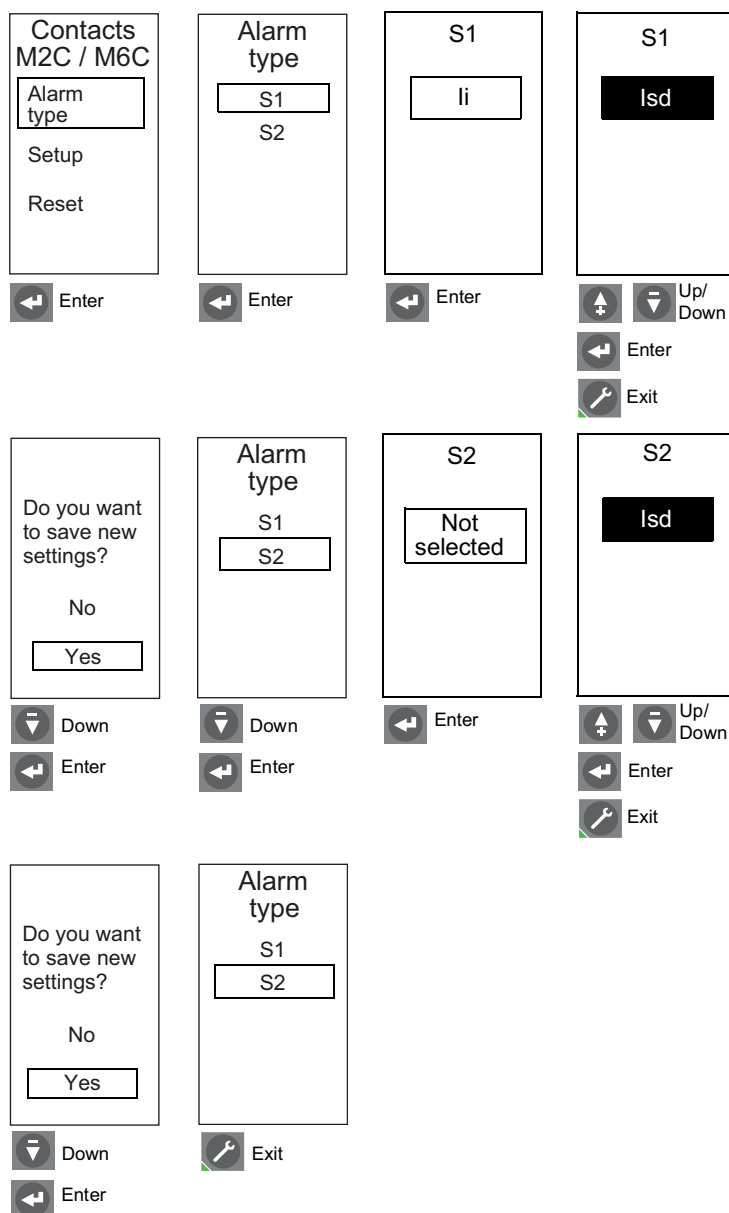 Contacts
M2C / M6C
Alarm
type
Setup
Reset
Enter
Alarm
type
S1
S2
Enter
S1
Ii
Enter
S1
Isd
Up/
Down
Enter
Exit
Do you want
to save new
settings?
No
Yes
Down
Enter
Alarm
type
S1
S2
Down
Enter
S2
Not
selected
Enter
S2
Isd
Up/
Down
Enter
Exit
Do you want
to save new
settings?
No
Yes
Down
Enter
Alarm
type
S1
S2
Exit